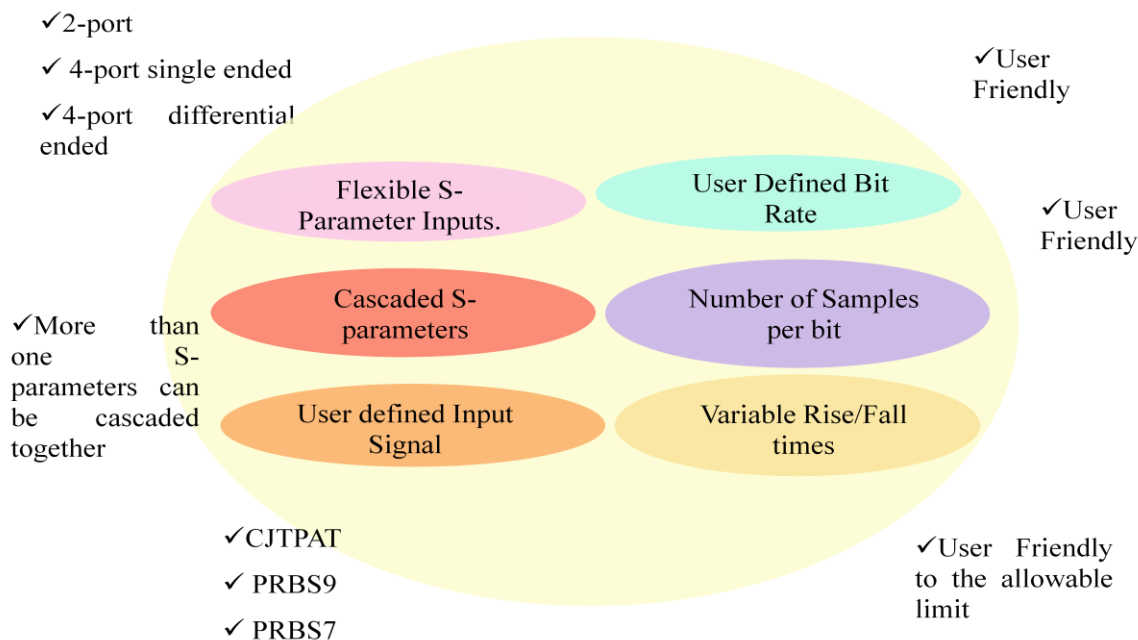 ✓2-port
✓ 4-port single ended
✓4-port differential
ended
✓User
Friendly
Flexible S-
Parameter Inputs.
User Defined Bit
Rate
✓User
Friendly
Cascaded S-
parameters
Number of Samples
per bit
✓More than
one S-
parameters can
be cascaded
together
User defined Input
Signal
Variable Rise/Fall
times
✓CJTPAT
✓ PRBS9
✓ PRBS7
✓User Friendly
to the allowable
limit